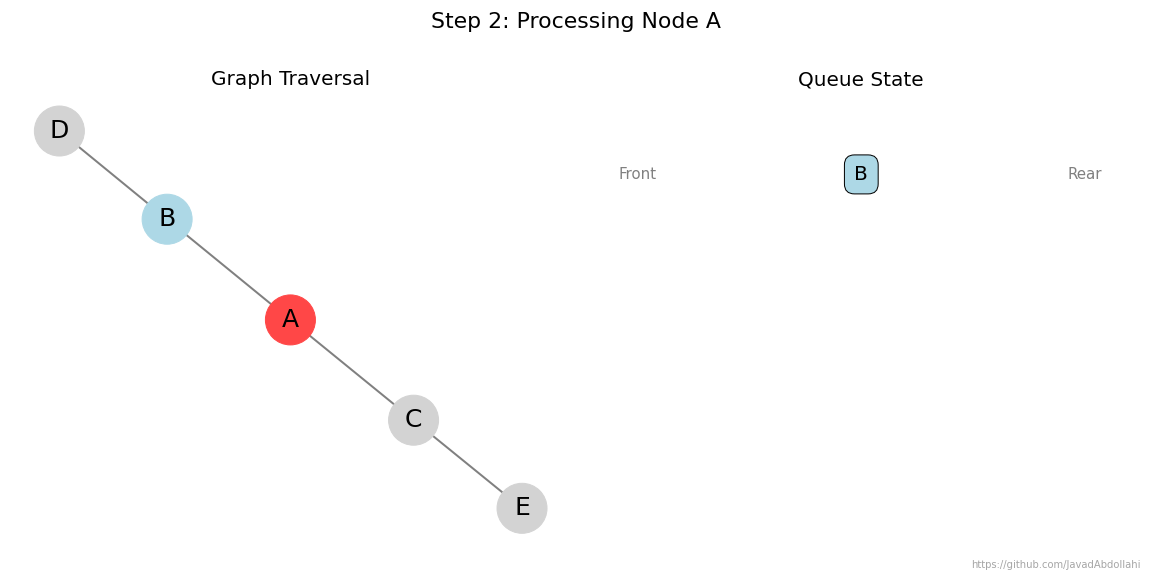 Step 2: Processing Node A
Graph Traversal
D
B
A
C
E
Queue State
Front
B
Rear
https://github.com/JavadAbdollahi